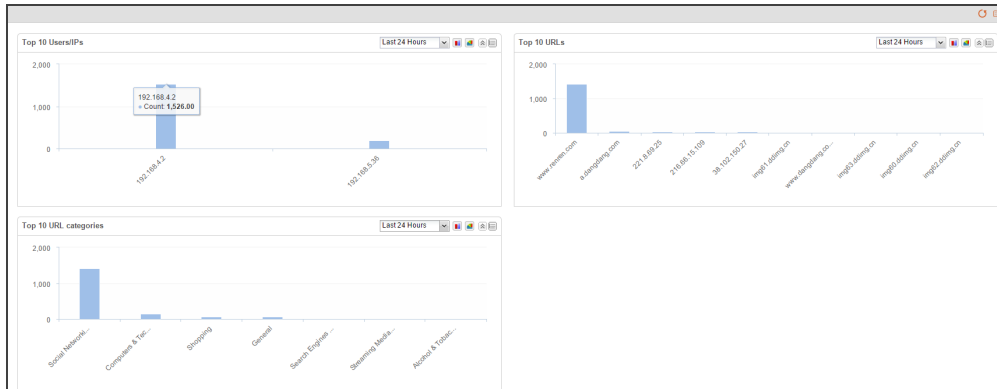 Top 10 Users/IPs
Last 24 Hours
2,000
1,000
0
192.168.4.2
Count: 1,526.00
192.168.4.2
192.168.5.38
Top 10 URLs
Last 24 Hours
2,000
1,000
0
www.renren.com
a.dangdang.com
221.8.69.25
216.66.15.109
38.102.150.27
img61.ddimg.cn
www.dangdang.co...
img63.ddimg.cn
img60.ddimg.cn
img62.ddimg.cn
Top 10 URL categories
Last 24 Hours
2,000
1,000
0
Social Networki...
Computers & Tec...
Shopping
General
Search Engines ...
Streaming Media...
Alcohol & Tobac...